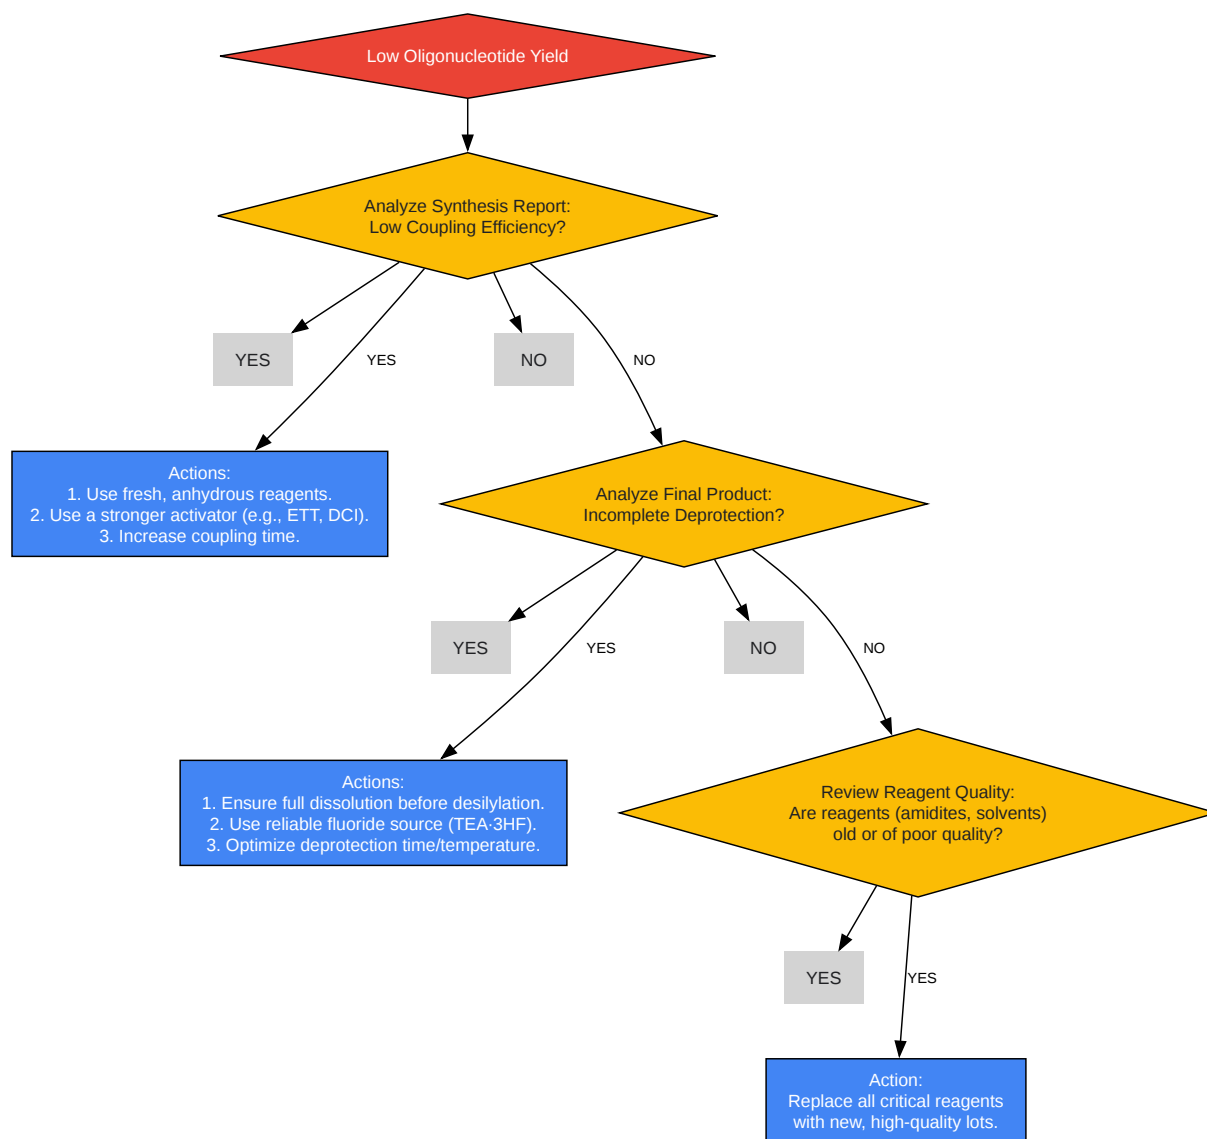 Low Oligonucleotide Yield
Analyze Synthesis Report:
Low Coupling Efficiency?
YES
YES
NO
NO
Actions:
1. Use fresh, anhydrous reagents.
2. Use a stronger activator (e.g., ETT, DCI).
3. Increase coupling time.
Analyze Final Product:
Incomplete Deprotection?
YES
YES
NO
NO
Actions:
1. Ensure full dissolution before desilylation.
2. Use reliable fluoride source (TEA·3HF).
3. Optimize deprotection time/temperature.
Review Reagent Quality:
Are reagents (amidites, solvents)
old or of poor quality?
YES
YES
Action:
Replace all critical reagents
with new, high-quality lots.